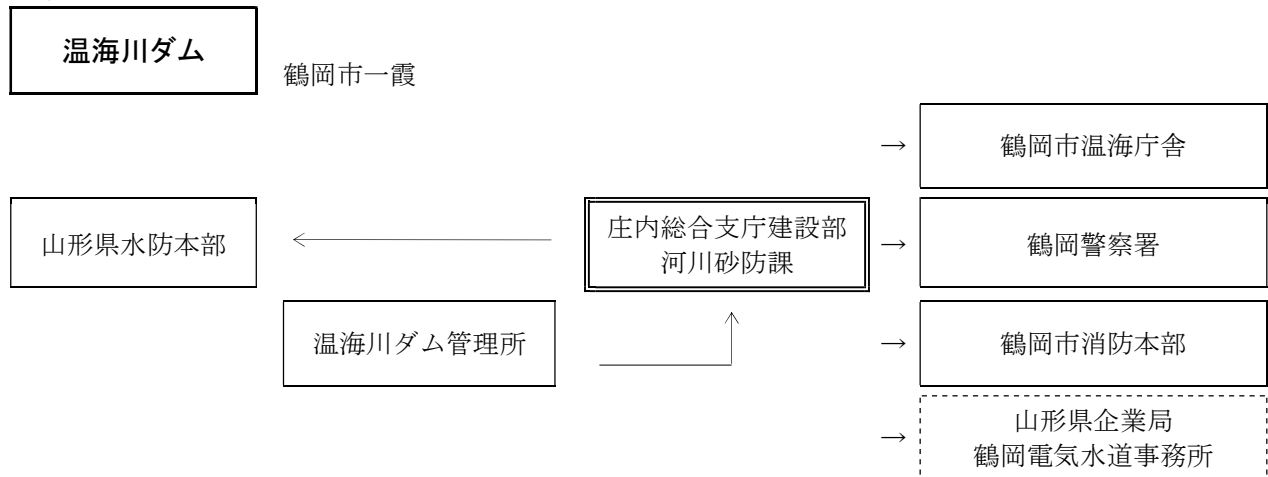 温海川ダム
鶴岡市一霞
→ 鶴岡市温海庁舎
山形県水防本部
庄内総合支庁建設部
河川砂防課
→ 鶴岡警察署
温海川ダム管理所
→ 鶴岡市消防本部
→ 山形県企業局
鶴岡電気水道事務所